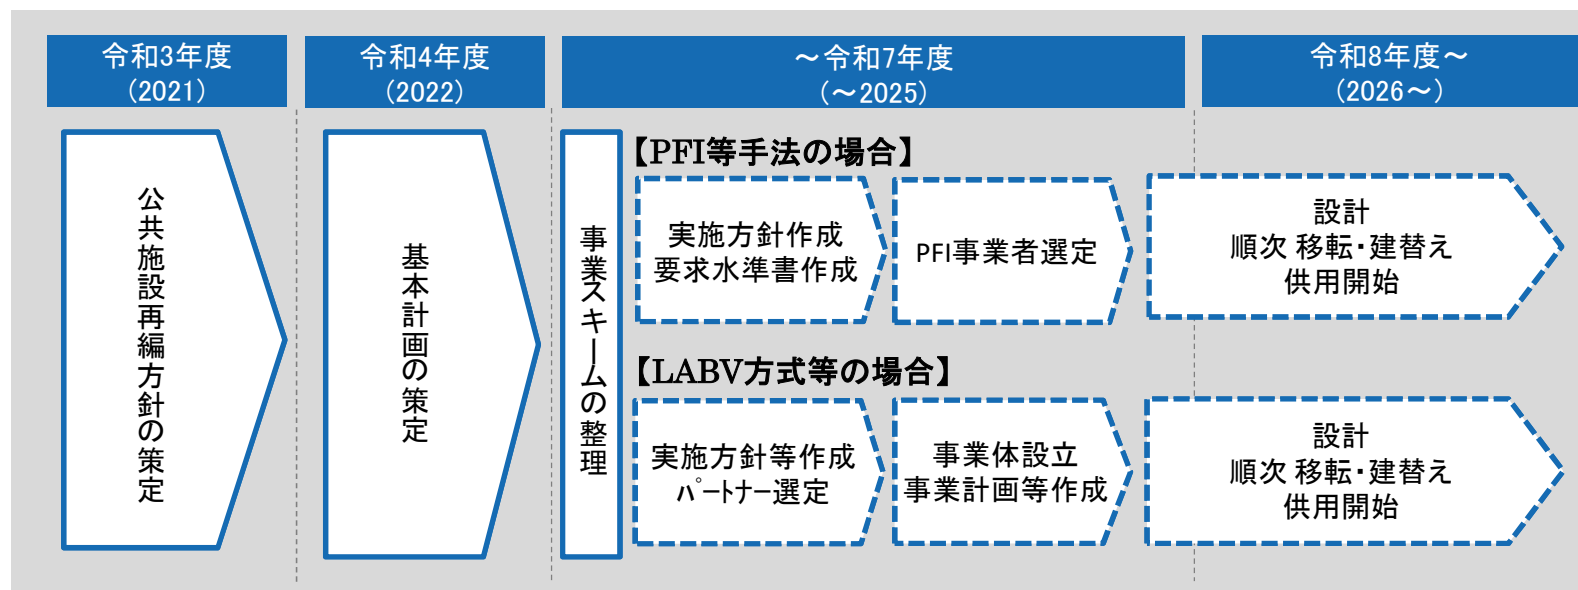 令和3年度
(2021)
令和4年度
(2022)
～令和7年度
(～2025)
令和8年度～
(2026～)
公共施設再編方針の策定
基本計画の策定
事業スキームの整理
【PFI等手法の場合】
実施方針作成
要求水準書作成
PFI事業者選定
設計
順次 移転・建替え
供用開始
【LABV方式等の場合】
実施方針等作成
ﾊﾟｰﾄﾅｰ選定
事業体設立
事業計画等作成
設計
順次 移転・建替え
供用開始